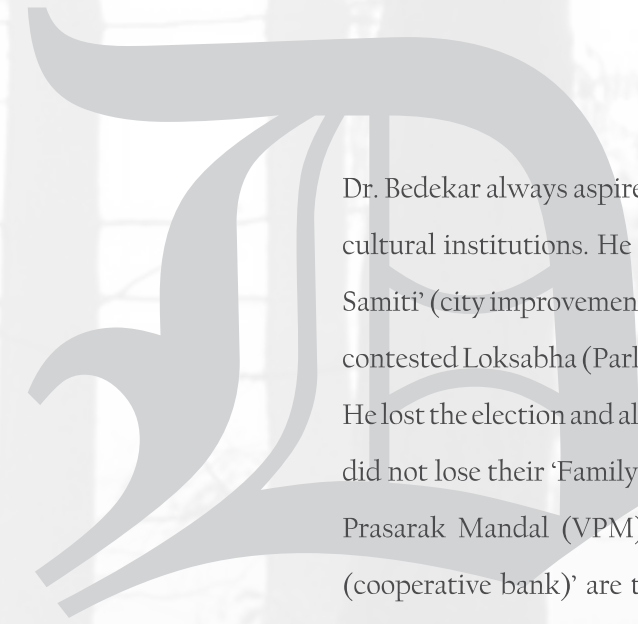 D
Dr. Bedekar always aspire
cultural institutions. He
Samiti’ (city improvemen
contested Loksabha (Parl
He lost the election and al
did not lose their ‘Family
Prasarak Mandal (VPM)
(cooperative bank)’ are t